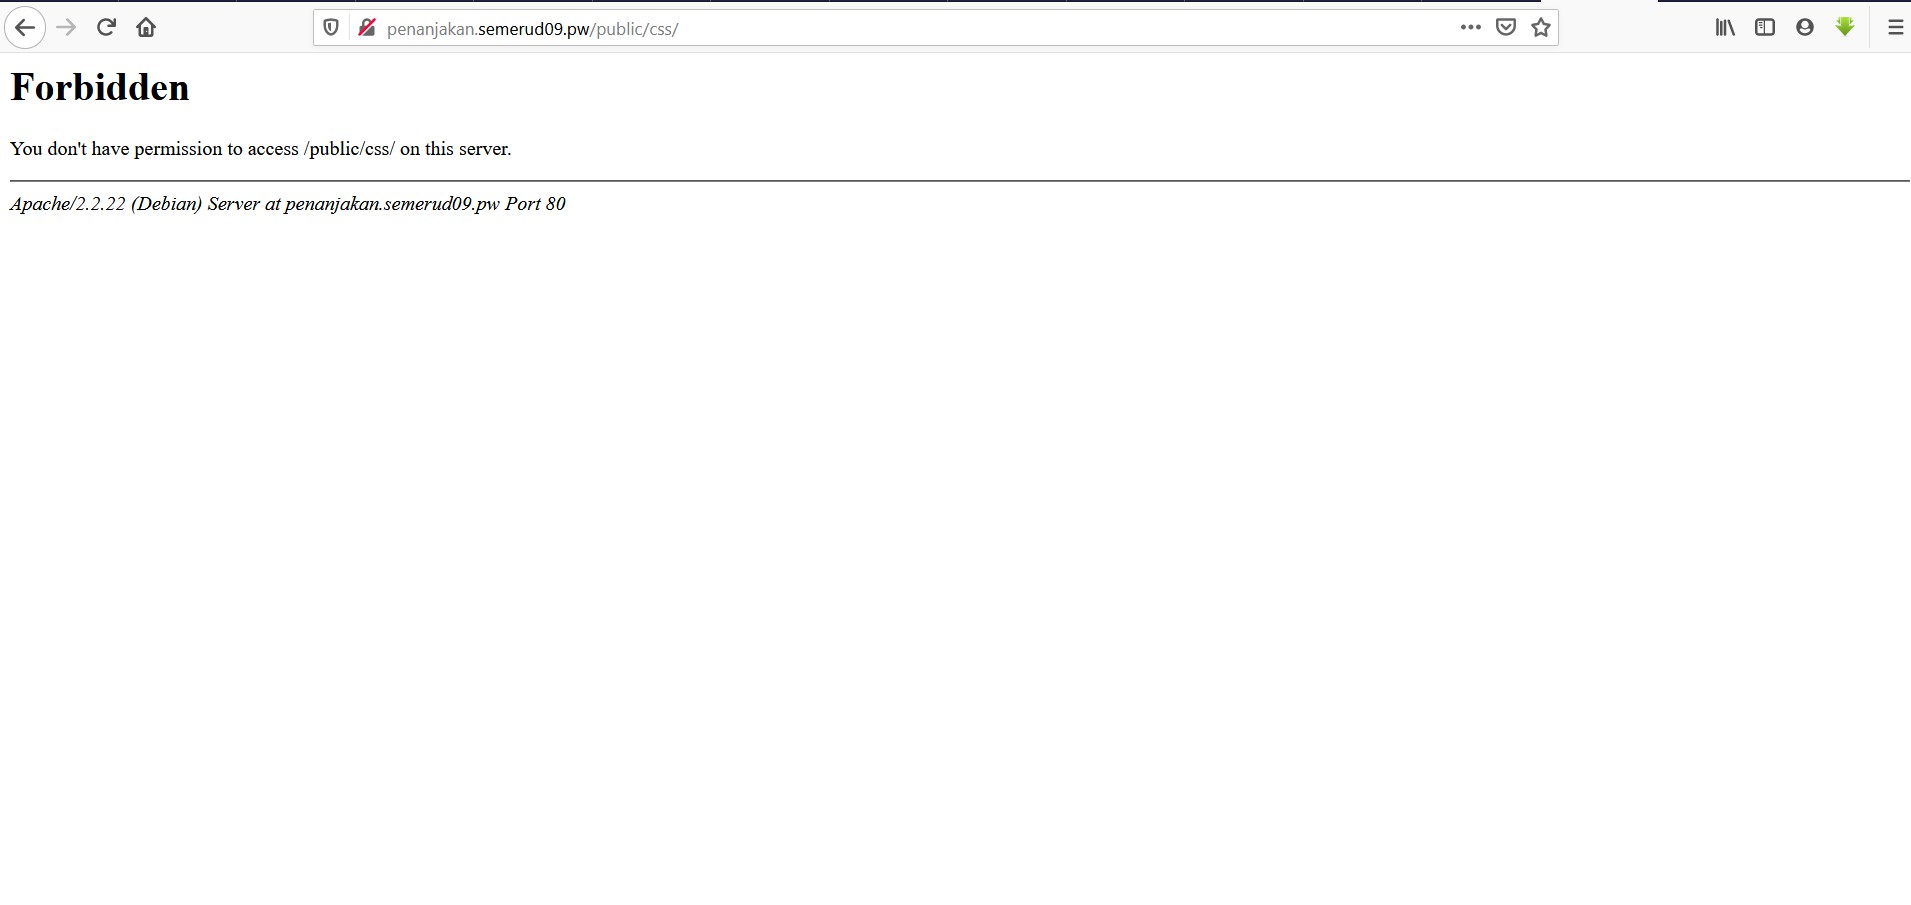 penanjakan.semerud09.pw/public/css/
Forbidden
You don't have permission to access /public/css/ on this server.
Apache/2.2.22 (Debian) Server at penanjakan.semerud09.pw Port 80